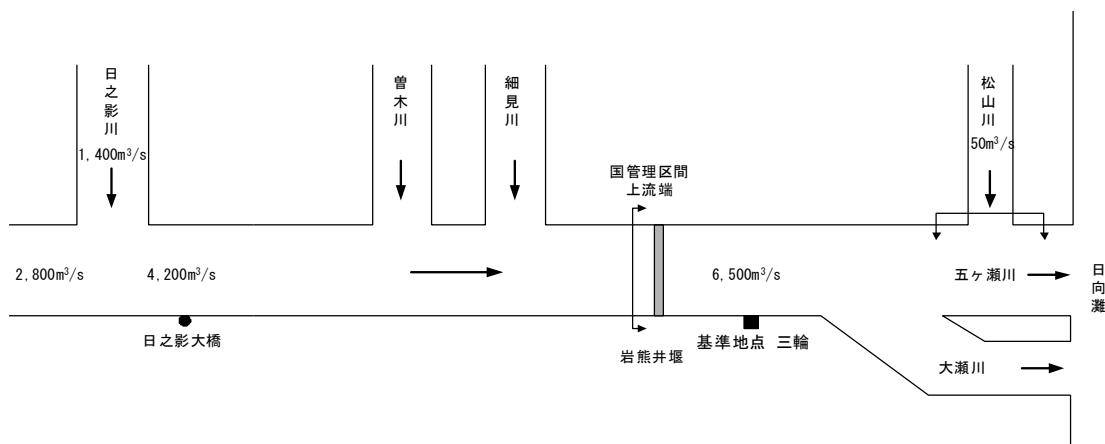 日之影川
1,400m³/s
曽木川
細見川
松山川
50m³/s
国管理区間
上流端
2,800m³/s
4,200m³/s
6,500m³/s
五ヶ瀬川
日向灘
日之影大橋
岩熊井堰
基準地点 三輪
大瀬川